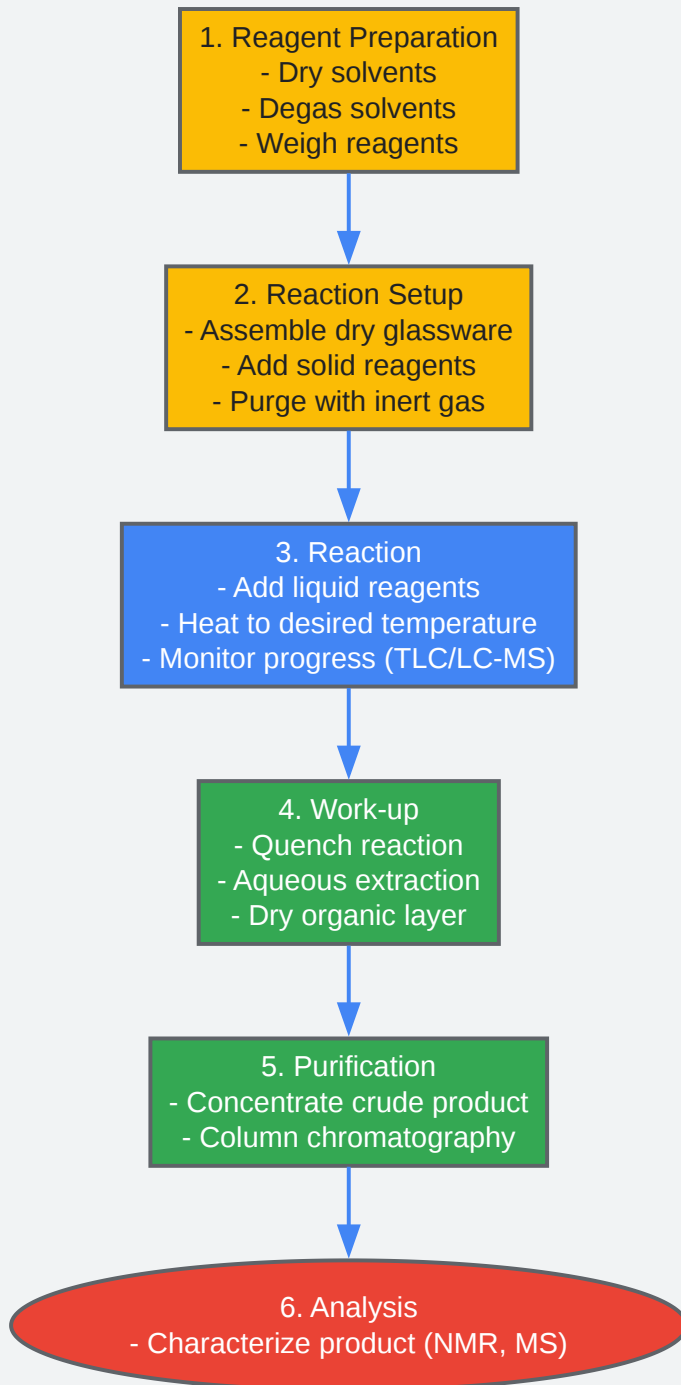 1. Reagent Preparation
- Dry solvents
- Degas solvents
- Weigh reagents
2. Reaction Setup
- Assemble dry glassware
- Add solid reagents
- Purge with inert gas
3. Reaction
- Add liquid reagents
- Heat to desired temperature
- Monitor progress (TLC/LC-MS)
4. Work-up
- Quench reaction
- Aqueous extraction
- Dry organic layer
5. Purification
- Concentrate crude product
- Column chromatography
6. Analysis
- Characterize product (NMR, MS)